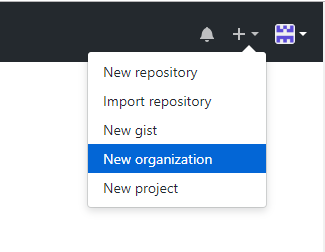 New repository
Import repository
New gist
New organization
New project